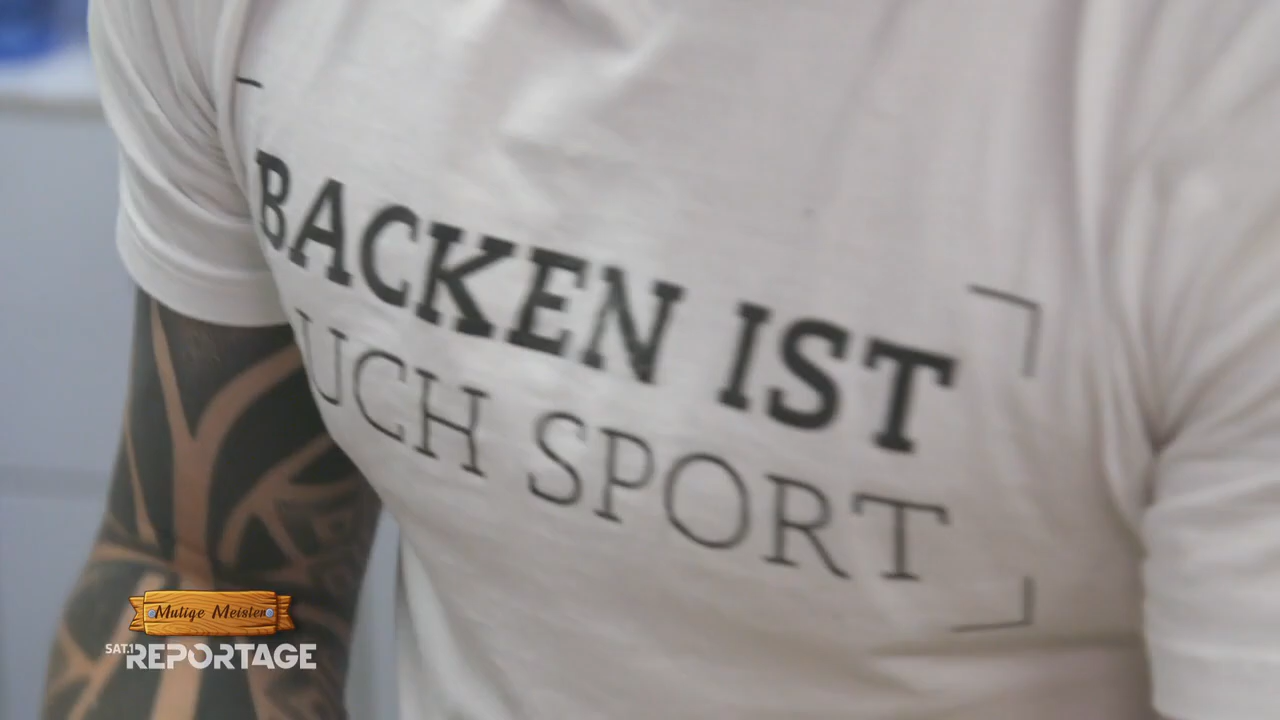 BACKEN IST
UCH SPORT
Mutige Meister
SAT.1
REPORTAGE